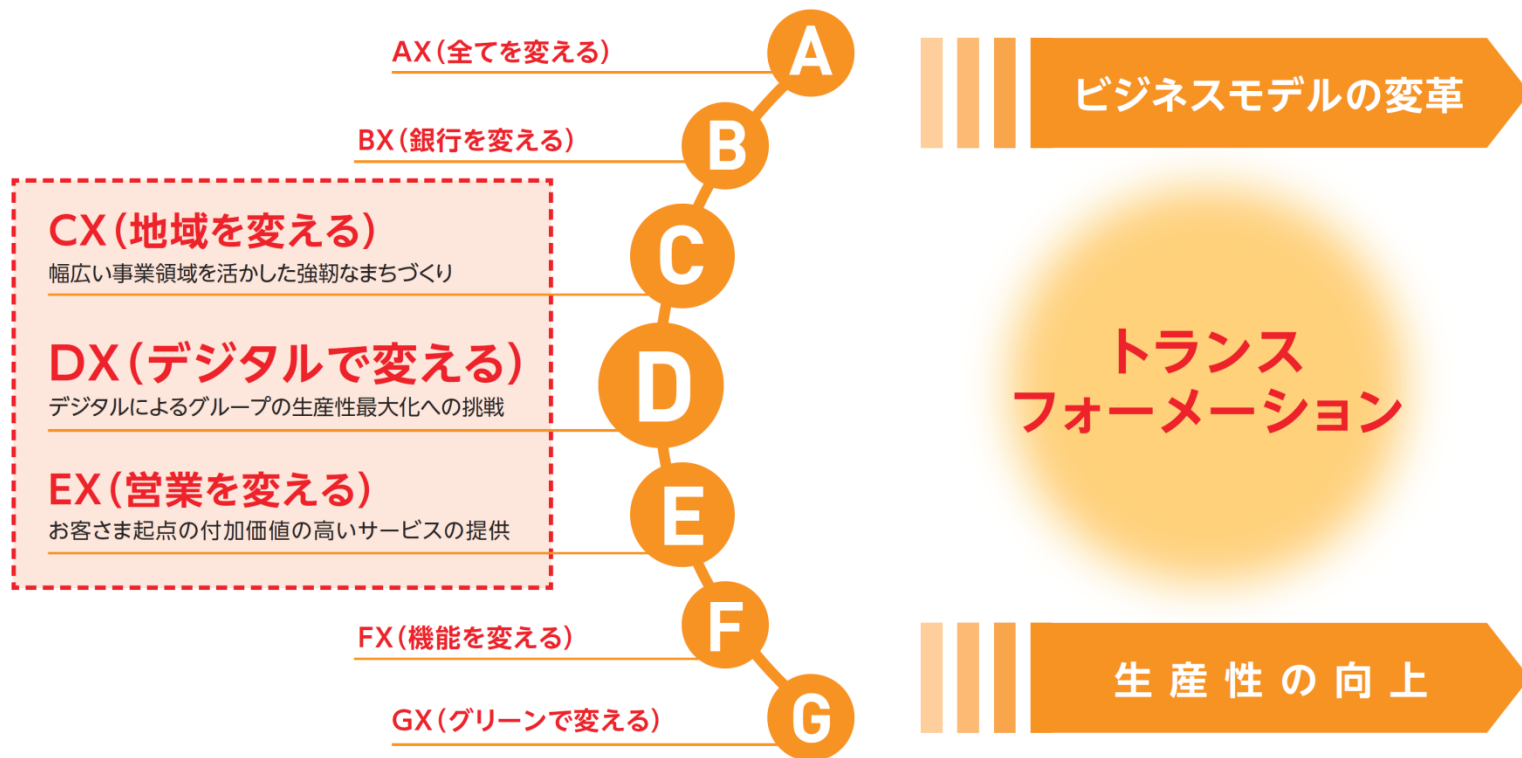 AX(全てを変える)
A
BX(銀行を変える)
B
CX(地域を変える)
幅広い事業領域を活かした強靭なまちづくり
C
DX(デジタルで変える)
デジタルによるグループの生産性最大化への挑戦
D
EX(営業を変える)
お客さま起点の付加価値の高いサービスの提供
E
FX(機能を変える)
F
GX(グリーンで変える)
G
ビジネスモデルの変革
トランス
フォーメーション
生産性の向上